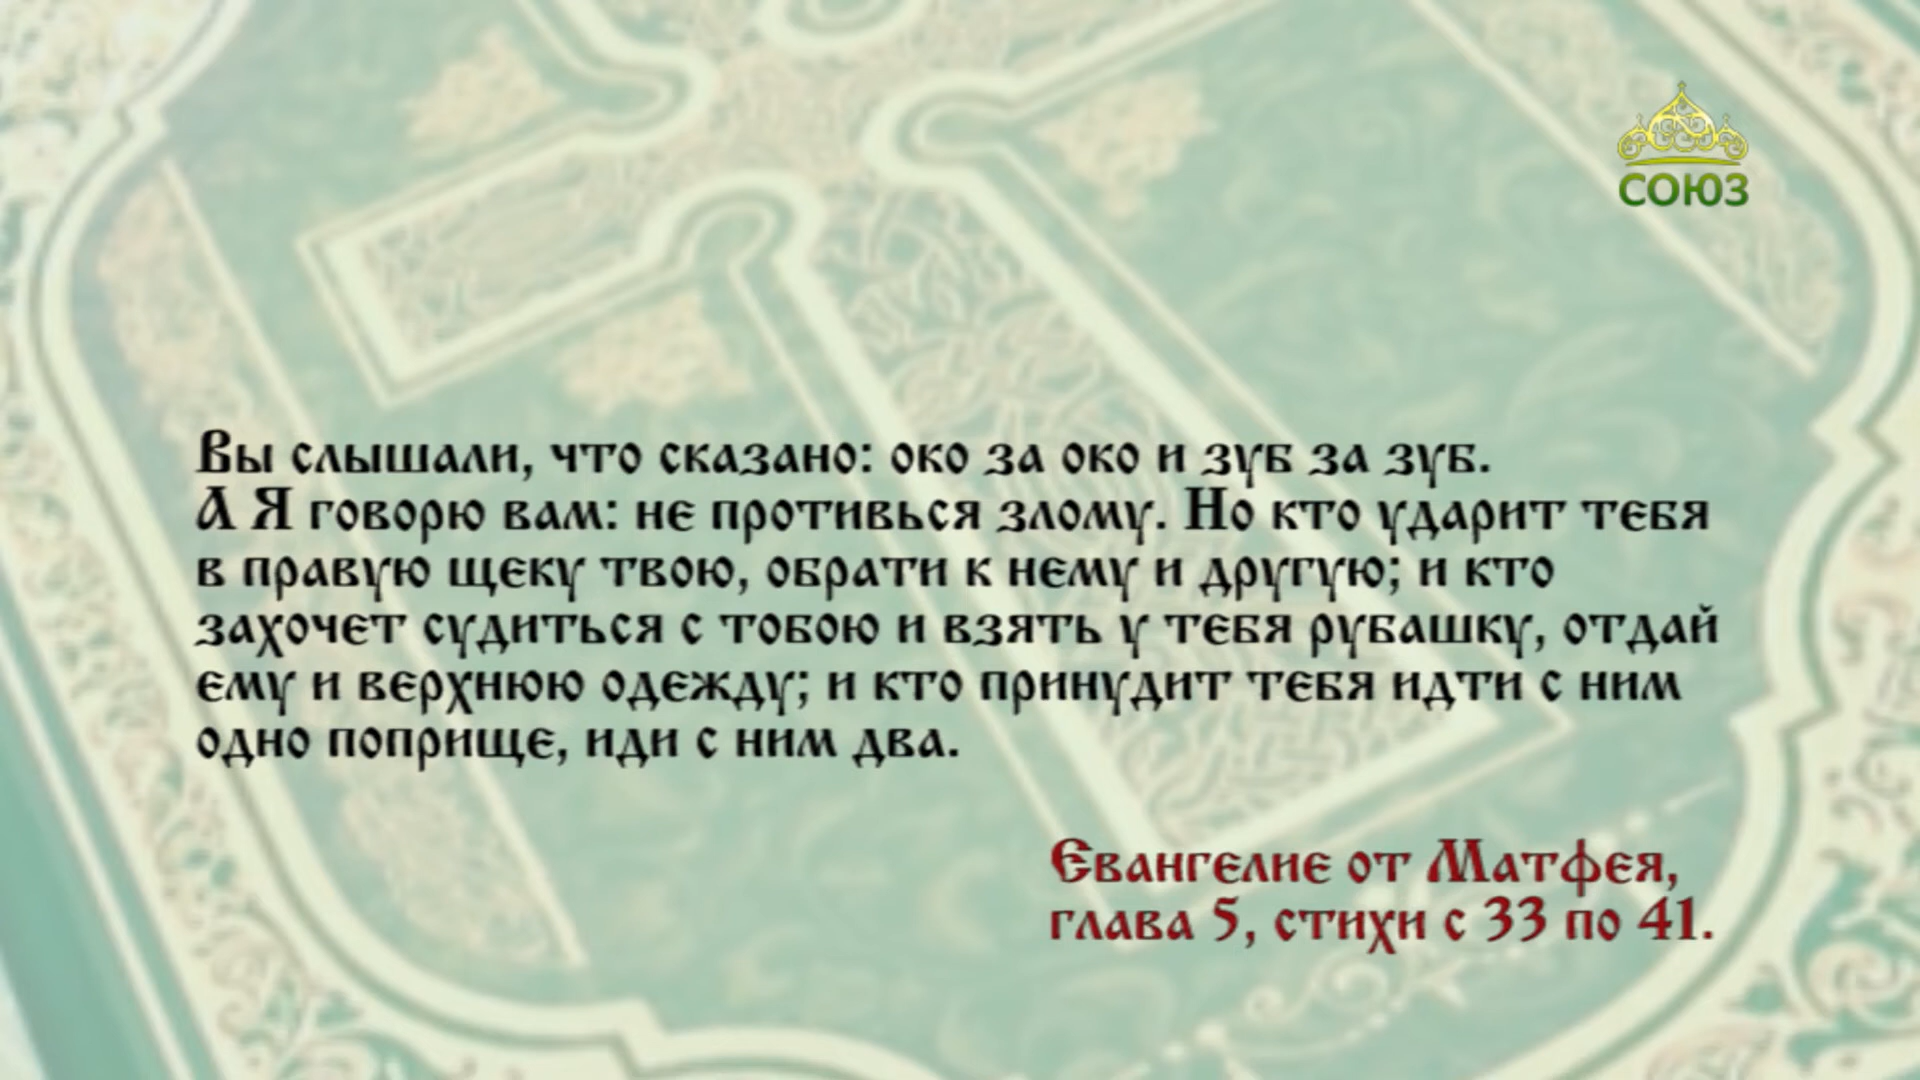 СОЮЗ
Вы слышали, что сказано: око за око и зуб за зуб.
А Я говорю вам: не противься злому. Но кто ударит тебя
в правую щеку твою, обрати к нему и другую; и кто
захочет судиться с тобою и взять у тебя рубашку, отдай
ему и верхнюю одежду; и кто принудит тебя идти с ним
одно поприще, иди с ним два.
Евангелие от Матфея,
глава 5, стихи с 33 по 41.